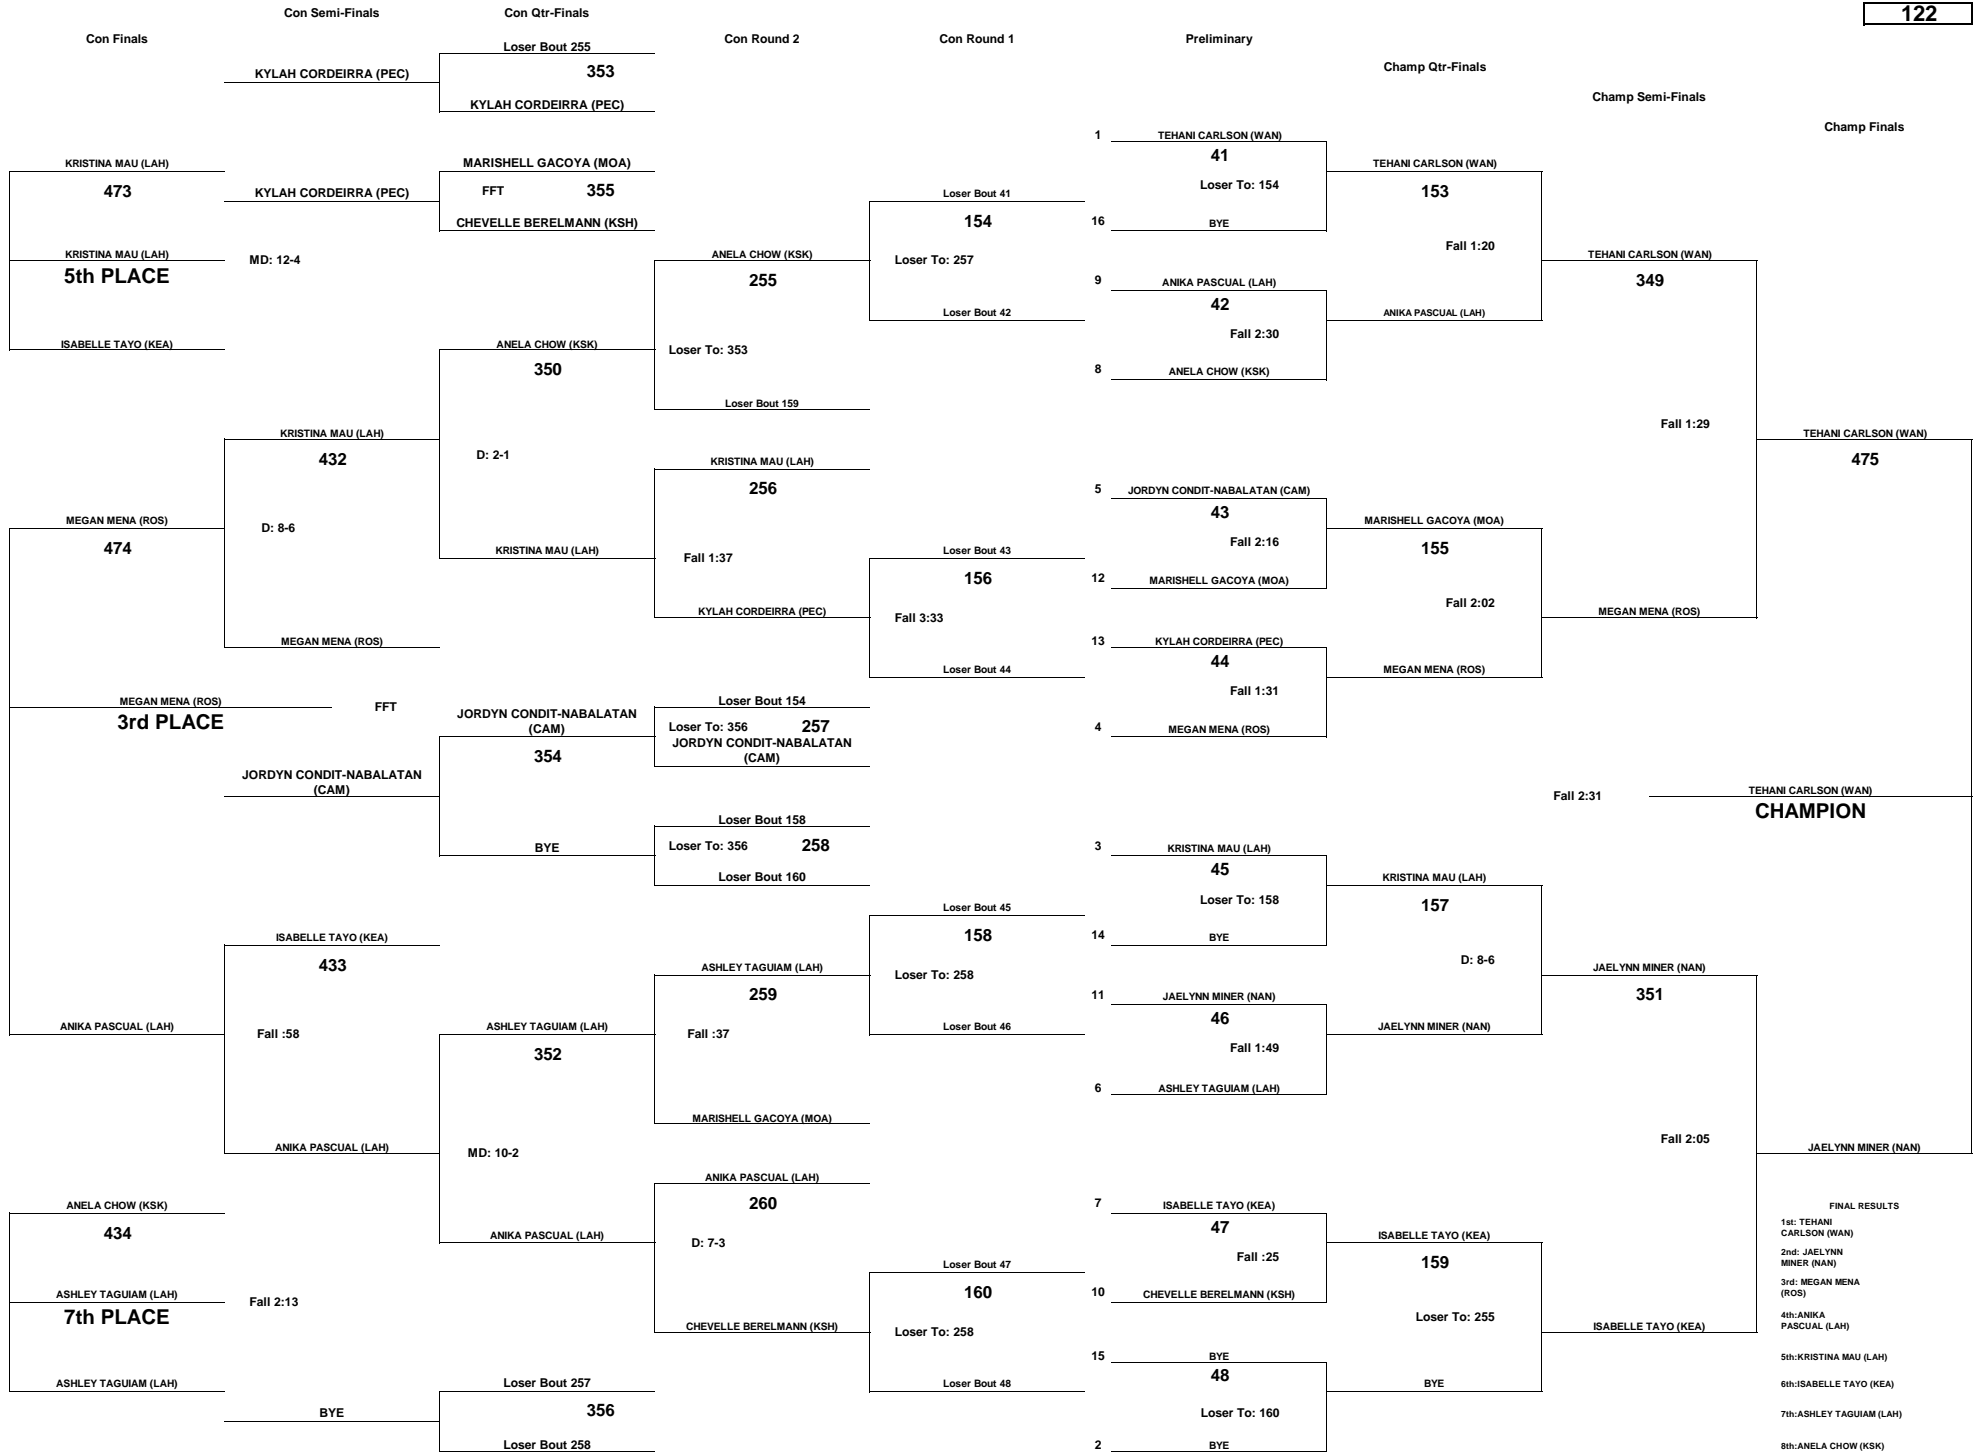 122
Con Semi-Finals
Con Qtr-Finals
Con Finals
Con Round 2
Con Round 1
Preliminary
Champ Qtr-Finals
Champ Semi-Finals
Champ Finals
Loser Bout 255
KYLAH CORDEIRRA (PEC)
353
KYLAH CORDEIRRA (PEC)
1
TEHANI CARLSON (WAN)
41
KRISTINA MAU (LAH)
MARISHELL GACOYA (MOA)
TEHANI CARLSON (WAN)
473
KYLAH CORDEIRRA (PEC)
FFT
355
Loser Bout 41
Loser To: 154
153
CHEVELLE BERELMANN (KSH)
154
16
BYE
Fall 1:20
KRISTINA MAU (LAH)
MD: 12-4
ANELA CHOW (KSK)
Loser To: 257
TEHANI CARLSON (WAN)
5th PLACE
255
9
ANIKA PASCUAL (LAH)
349
42
Loser Bout 42
ANIKA PASCUAL (LAH)
Fall 2:30
ISABELLE TAYO (KEA)
ANELA CHOW (KSK)
Loser To: 353
350
8
ANELA CHOW (KSK)
Loser Bout 159
Fall 1:29
KRISTINA MAU (LAH)
TEHANI CARLSON (WAN)
432
D: 2-1
KRISTINA MAU (LAH)
475
256
5
JORDYN CONDIT-NABALATAN (CAM)
43
MEGAN MENA (ROS)
D: 8-6
MARISHELL GACOYA (MOA)
474
KRISTINA MAU (LAH)
Fall 1:37
Loser Bout 43
Fall 2:16
155
156
12
MARISHELL GACOYA (MOA)
Fall 2:02
KYLAH CORDEIRRA (PEC)
Fall 3:33
MEGAN MENA (ROS)
MEGAN MENA (ROS)
13
KYLAH CORDEIRRA (PEC)
44
Loser Bout 44
MEGAN MENA (ROS)
Fall 1:31
MEGAN MENA (ROS)
FFT
Loser Bout 154
3rd PLACE
JORDYN CONDIT-NABALATAN
(CAM)
Loser To: 356
257
4
MEGAN MENA (ROS)
JORDYN CONDIT-NABALATAN
(CAM)
354
JORDYN CONDIT-NABALATAN
(CAM)
Fall 2:31
TEHANI CARLSON (WAN)
CHAMPION
Loser Bout 158
BYE
Loser To: 356
258
3
KRISTINA MAU (LAH)
45
Loser Bout 160
KRISTINA MAU (LAH)
Loser To: 158
157
Loser Bout 45
ISABELLE TAYO (KEA)
158
14
BYE
433
D: 8-6
ASHLEY TAGUIAM (LAH)
Loser To: 258
JAELYNN MINER (NAN)
259
11
JAELYNN MINER (NAN)
351
46
ANIKA PASCUAL (LAH)
Fall :58
ASHLEY TAGUIAM (LAH)
Fall :37
Loser Bout 46
JAELYNN MINER (NAN)
352
Fall 1:49
6
ASHLEY TAGUIAM (LAH)
MARISHELL GACOYA (MOA)
Fall 2:05
ANIKA PASCUAL (LAH)
MD: 10-2
JAELYNN MINER (NAN)
ANIKA PASCUAL (LAH)
ANELA CHOW (KSK)
260
7
ISABELLE TAYO (KEA)
FINAL RESULTS
434
47
1st: TEHANI
CARLSON (WAN)
ANIKA PASCUAL (LAH)
D: 7-3
ISABELLE TAYO (KEA)
Fall :25
159
2nd: JAELYNN
MINER (NAN)
Loser Bout 47
160
10
CHEVELLE BERELMANN (KSH)
3rd: MEGAN MENA
(ROS)
ASHLEY TAGUIAM (LAH)
Fall 2:13
7th PLACE
Loser To: 255
4th:ANIKA
PASCUAL (LAH)
CHEVELLE BERELMANN (KSH)
Loser To: 258
ISABELLE TAYO (KEA)
15
BYE
5th:KRISTINA MAU (LAH)
48
ASHLEY TAGUIAM (LAH)
Loser Bout 257
Loser Bout 48
BYE
6th:ISABELLE TAYO (KEA)
BYE
356
Loser To: 160
7th:ASHLEY TAGUIAM (LAH)
Loser Bout 258
2
BYE
8th:ANELA CHOW (KSK)